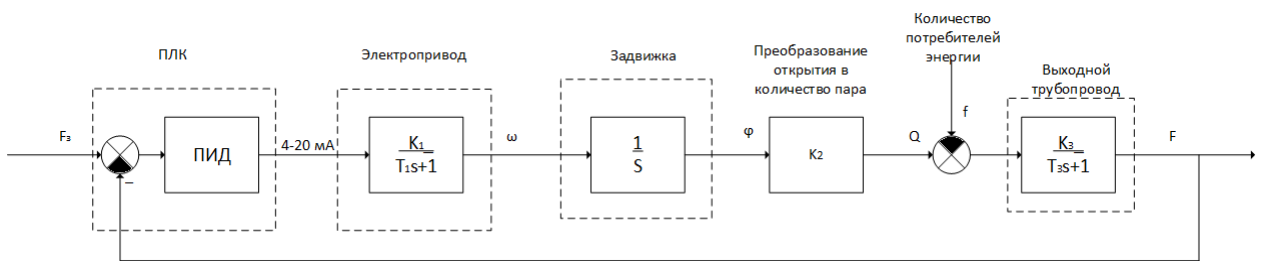 Количество
потребителей
энергии
ПЛК
Электропривод
Задвижка
Преобразование
открытия в
количество пара
Выходной
трубопровод
Fз
–
ПИД
4-20 мА
K1
T1s+1
ω
1
S
φ
K2
Q
f
K3
T3s+1
F